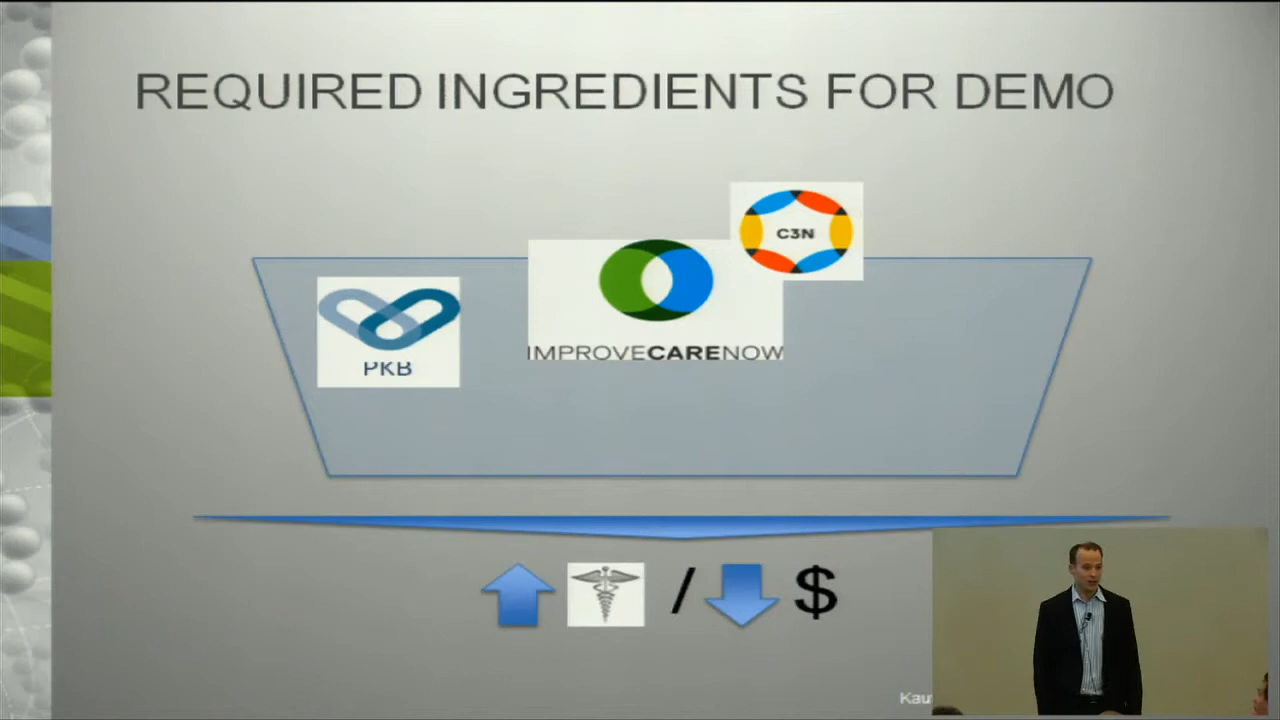 REQUIRED INGREDIENTS FOR DEMO
C3N
IMPROVECARENOW
PKB
/ $